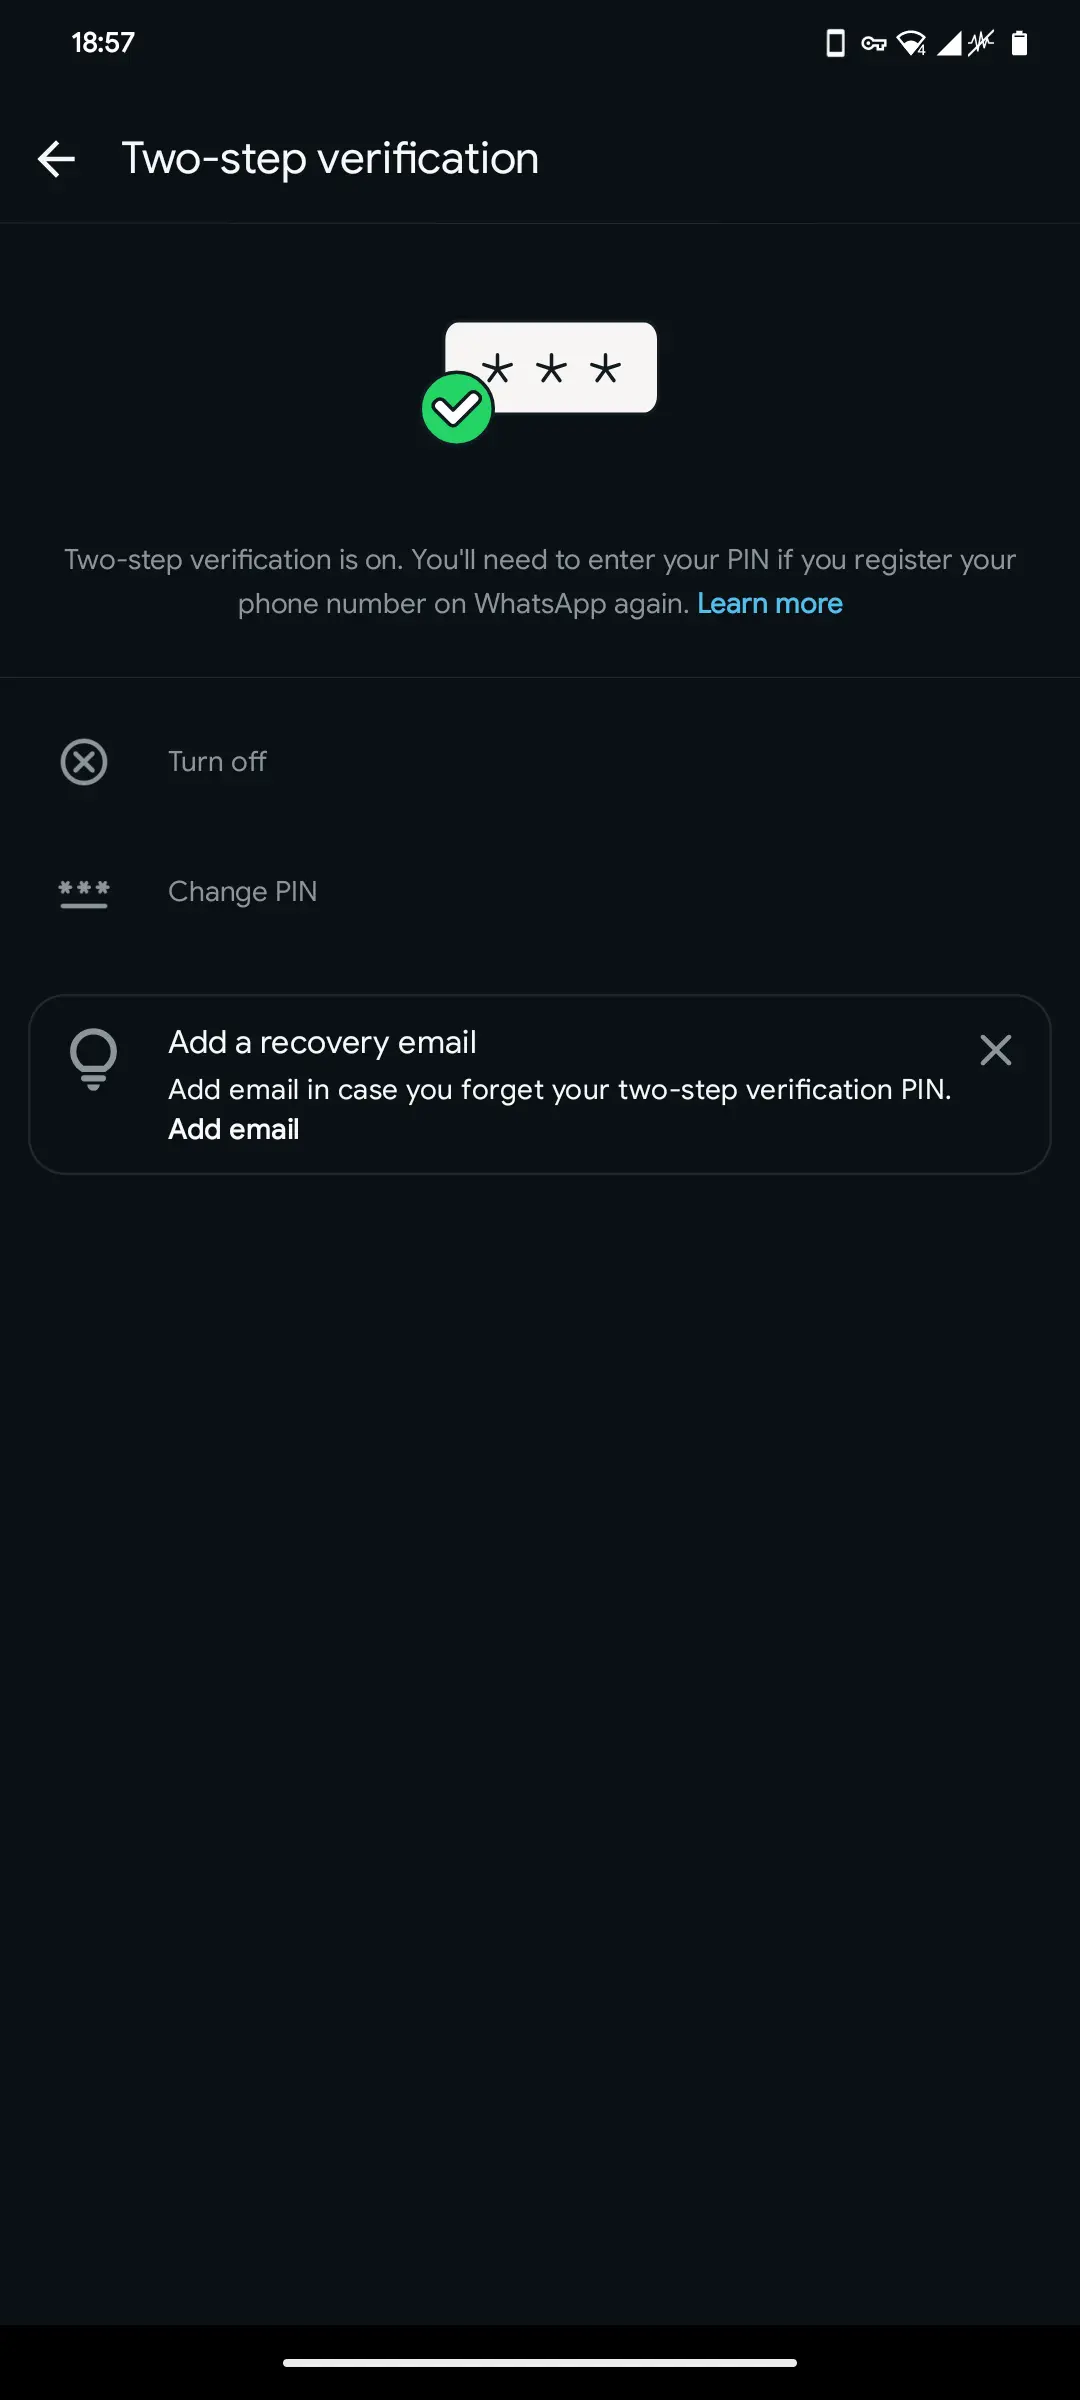 18:57
Two-step verification
* * *
Two-step verification is on. You'll need to enter your PIN if you register your
phone number on WhatsApp again. Learn more
Turn off
***
Change PIN
Add a recovery email
Add email in case you forget your two-step verification PIN.
Add email